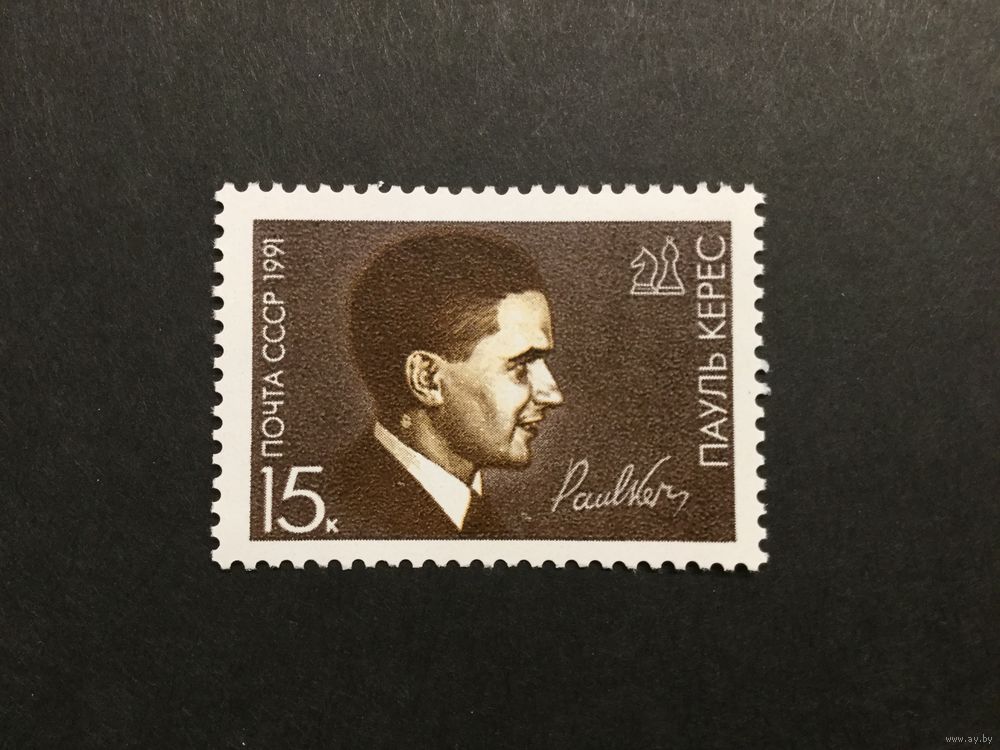 ПОЧТА СССР 1991
15к
ПАУЛЬ КЕРЕС
Paul Keres
www.ay.by